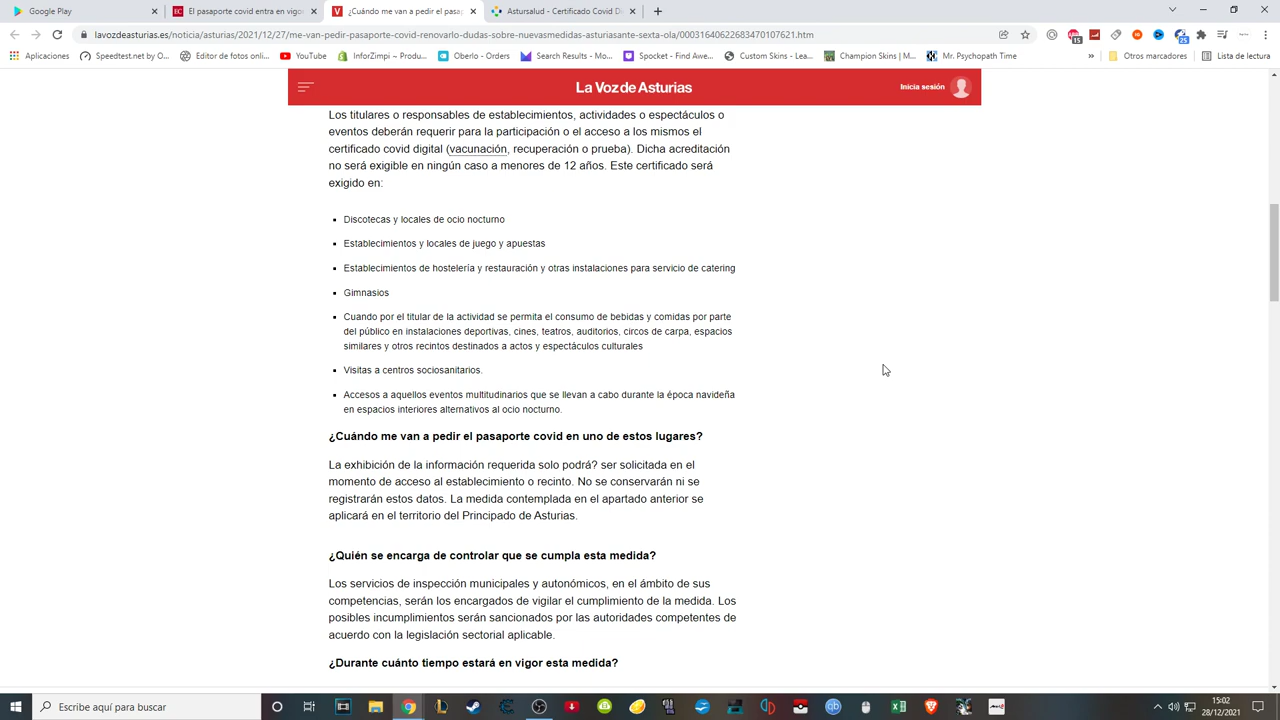 Google Play
El pasaporte covid entra en vigo
¿Cuándo me van a pedir el pasa
Astursalud - Certificado Covid Di
lavozdeasturias.es/noticia/asturias/2021/12/27/me-van-pedir-pasaporte-covid-renovarlo-dudas-sobre-nuevasmedidas-asturiasante-sexta-ola/00031640622683470107621.htm
Aplicaciones
Speedtest.net by O...
Editor de fotos onli...
YouTube
InforZimpi – Produ...
Oberlo - Orders
Search Results - Mo...
Spocket - Find Awe...
Custom Skins - Lea...
Champion Skins | M...
Mr. Psychopath Time
»
Otros marcadores
Lista de lectura
La Voz de Asturias
Inicia sesión
Los titulares o responsables de establecimientos, actividades o espectáculos o
eventos deberán requerir para la participación o el acceso a los mismos el
certificado covid digital (vacunación, recuperación o prueba). Dicha acreditación
no será exigible en ningún caso a menores de 12 años. Este certificado será
exigido en:
Discotecas y locales de ocio nocturno
Establecimientos y locales de juego y apuestas
Establecimientos de hostelería y restauración y otras instalaciones para servicio de catering
Gimnasios
Cuando por el titular de la actividad se permita el consumo de bebidas y comidas por parte
del público en instalaciones deportivas, cines, teatros, auditorios, circos de carpa, espacios
similares y otros recintos destinados a actos y espectáculos culturales
Visitas a centros sociosanitarios.
Accesos a aquellos eventos multitudinarios que se llevan a cabo durante la época navideña
en espacios interiores alternativos al ocio nocturno.
¿Cuándo me van a pedir el pasaporte covid en uno de estos lugares?
La exhibición de la información requerida solo podrá? ser solicitada en el
momento de acceso al establecimiento o recinto. No se conservarán ni se
registrarán estos datos. La medida contemplada en el apartado anterior se
aplicará en el territorio del Principado de Asturias.
¿Quién se encarga de controlar que se cumpla esta medida?
Los servicios de inspección municipales y autonómicos, en el ámbito de sus
competencias, serán los encargados de vigilar el cumplimiento de la medida. Los
posibles incumplimientos serán sancionados por las autoridades competentes de
acuerdo con la legislación sectorial aplicable.
¿Durante cuánto tiempo estará en vigor esta medida?
Escribe aquí para buscar
15:02
28/12/2021